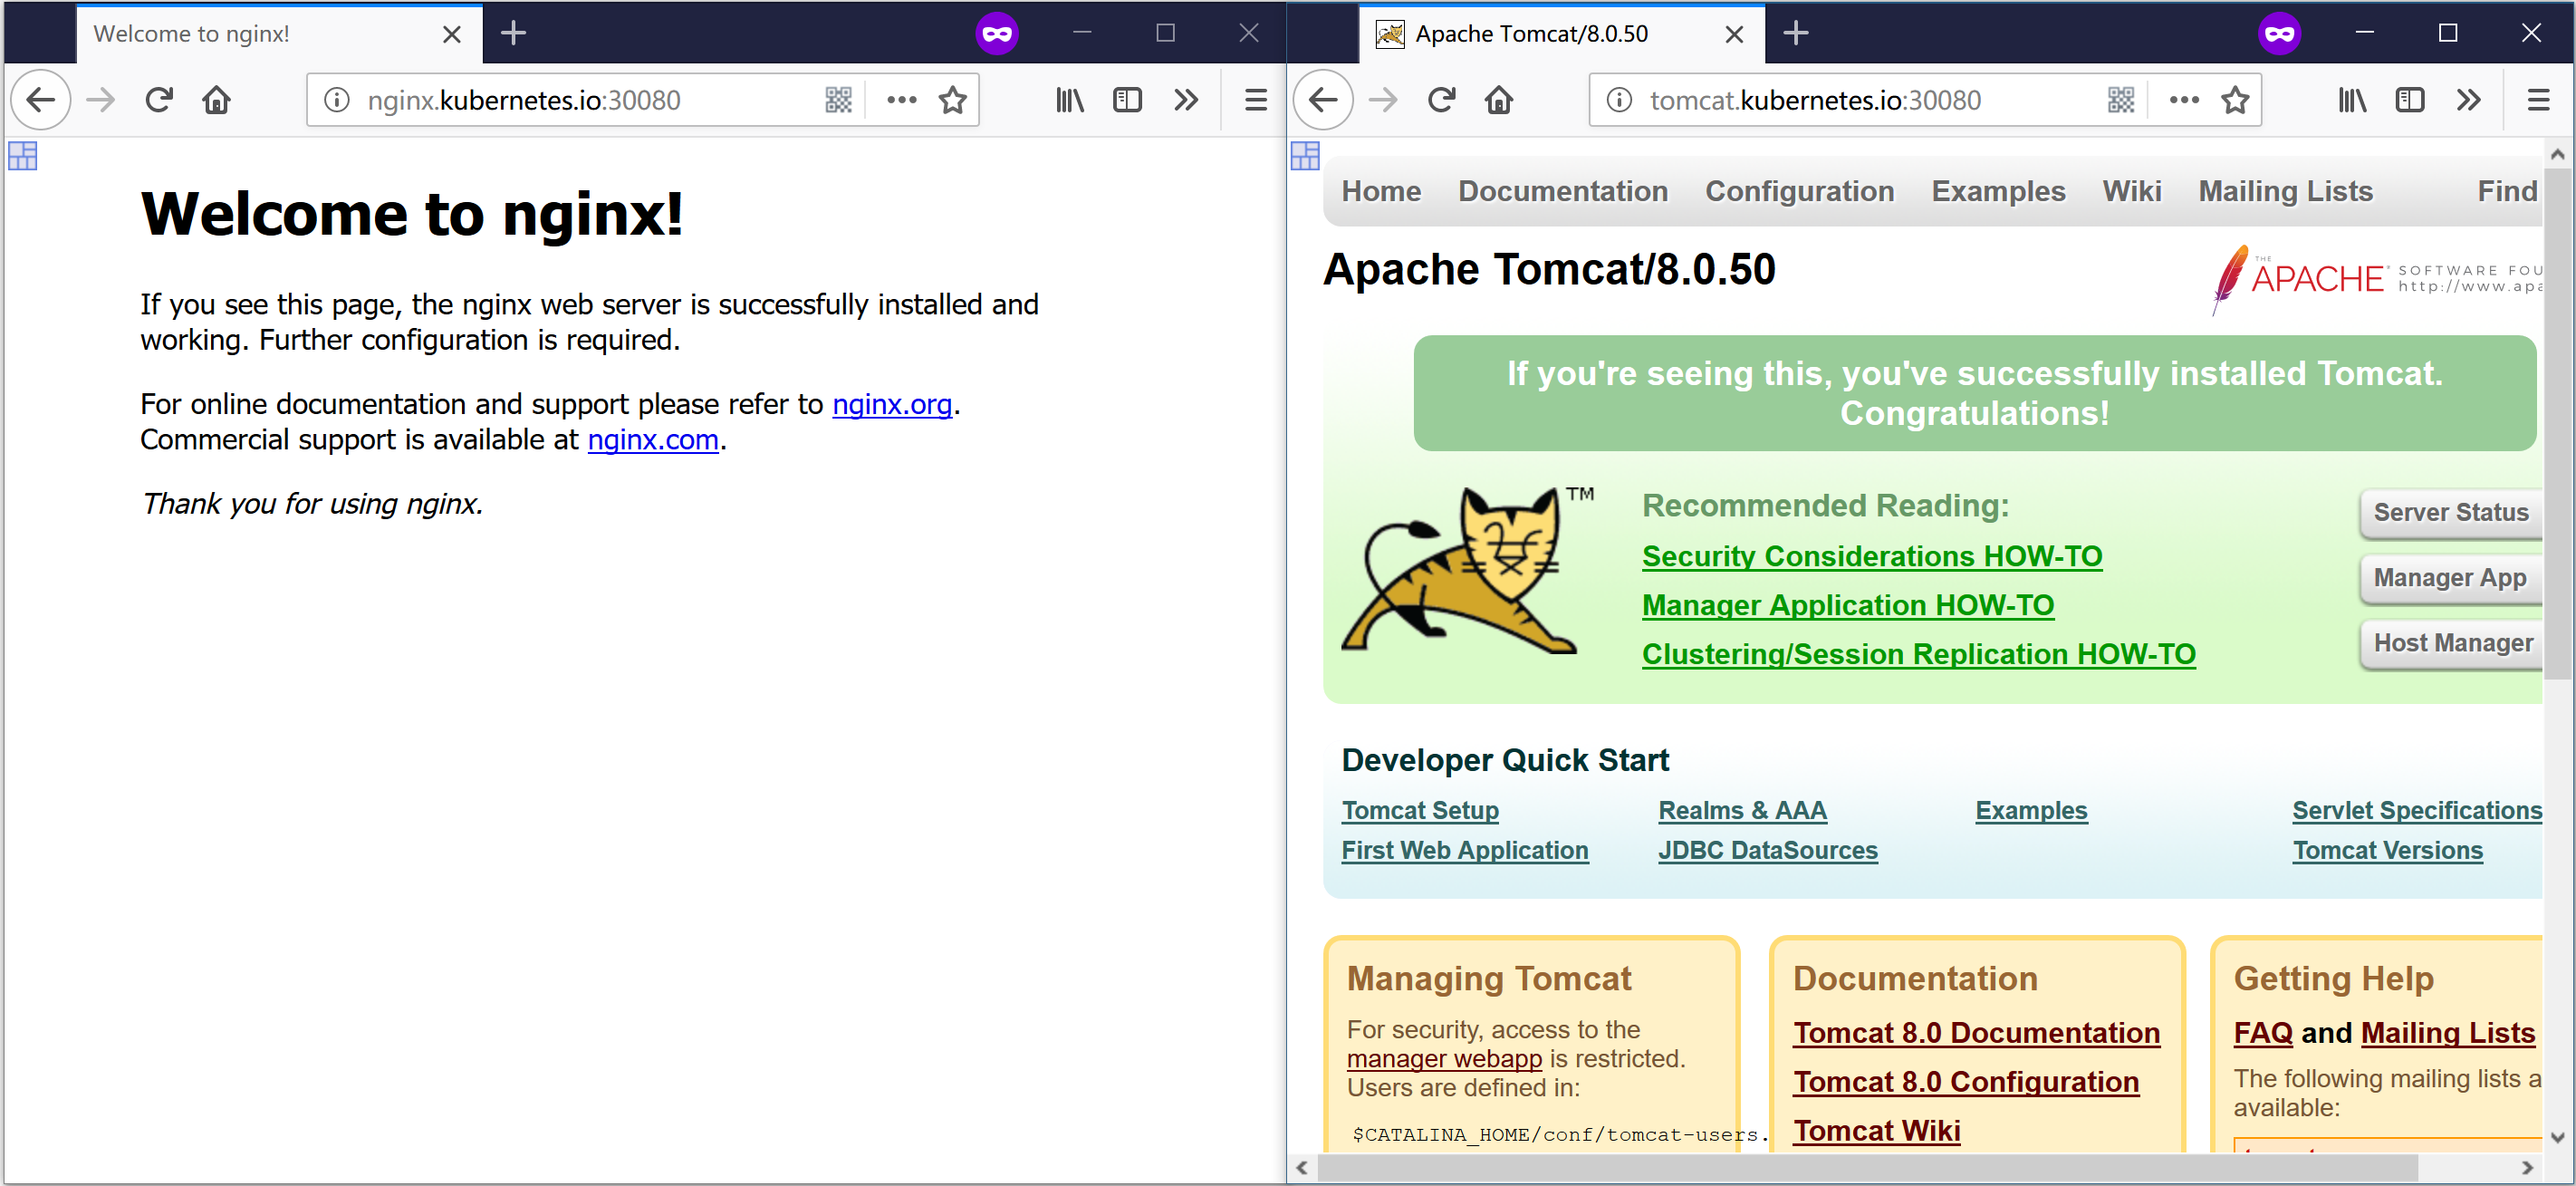 Welcome to nginx!
nginx.kubernetes.io:30080
Welcome to nginx!
If you see this page, the nginx web server is successfully installed and
working. Further configuration is required.
For online documentation and support please refer to nginx.org.
Commercial support is available at nginx.com.
Thank you for using nginx.
Apache Tomcat/8.0.50
tomcat.kubernetes.io:30080
Home Documentation Configuration Examples Wiki Mailing Lists Find
Apache Tomcat/8.0.50
THE
APACHE® SOFTWARE FOU
http://www.apa
If you're seeing this, you've successfully installed Tomcat.
Congratulations!
TM
Recommended Reading:
Security Considerations HOW-TO
Manager Application HOW-TO
Clustering/Session Replication HOW-TO
Server Status
Manager App
Host Manager
Developer Quick Start
Tomcat Setup Realms & AAA Examples Servlet Specifications
First Web Application JDBC DataSources Tomcat Versions
Managing Tomcat
For security, access to the
manager webapp is restricted.
Users are defined in:
$CATALINA_HOME/conf/tomcat-users.
Documentation
Tomcat 8.0 Documentation
Tomcat 8.0 Configuration
Tomcat Wiki
Getting Help
FAQ and Mailing Lists
The following mailing lists a
available: